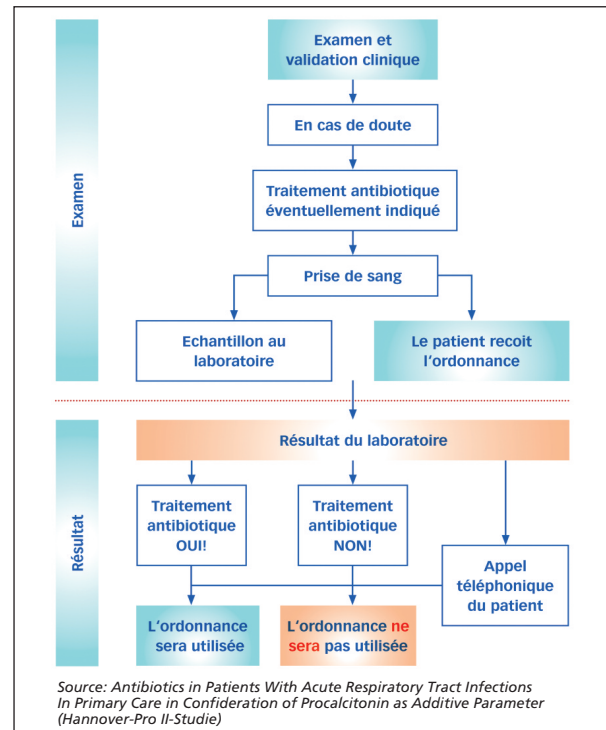 Examen et
validation clinique
En cas de doute
Traitement antibiotique
éventuellement indiqué
Prise de sang
Echantillon au
laboratoire
Le patient recoit
l'ordonnance
Examen
Résultat du laboratoire
Traitement
antibiotique
OUI!
Traitement
antibiotique
NON!
Appel
téléphonique
du patient
L'ordonnance
sera utilisée
L'ordonnance ne
sera pas utilisée
Résultat
Source: Antibiotics in Patients With Acute Respiratory Tract Infections
In Primary Care in Confideration of Procalcitonin as Additive Parameter
(Hannover-Pro II-Studie)